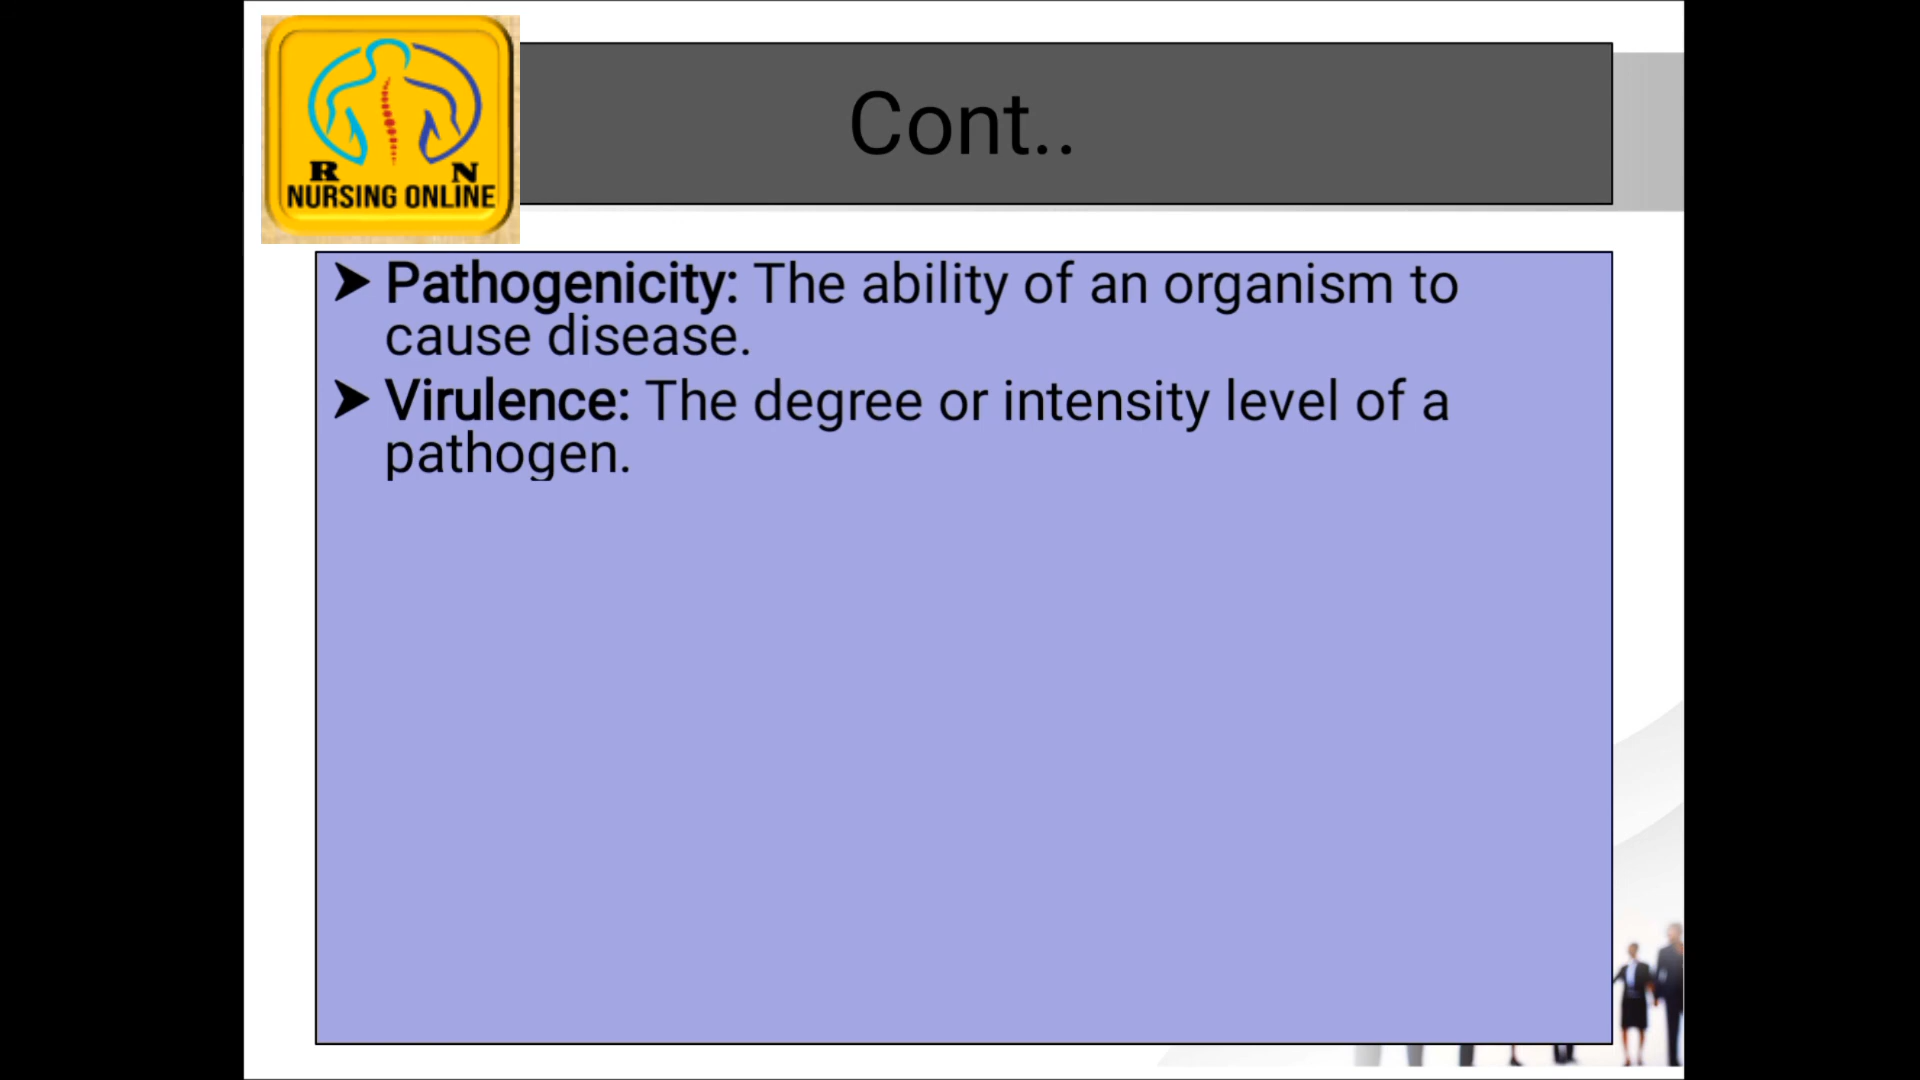 R N
NURSING ONLINE
Cont..
➤ Pathogenicity: The ability of an organism to
cause disease.
➤ Virulence: The degree or intensity level of a
pathogen.